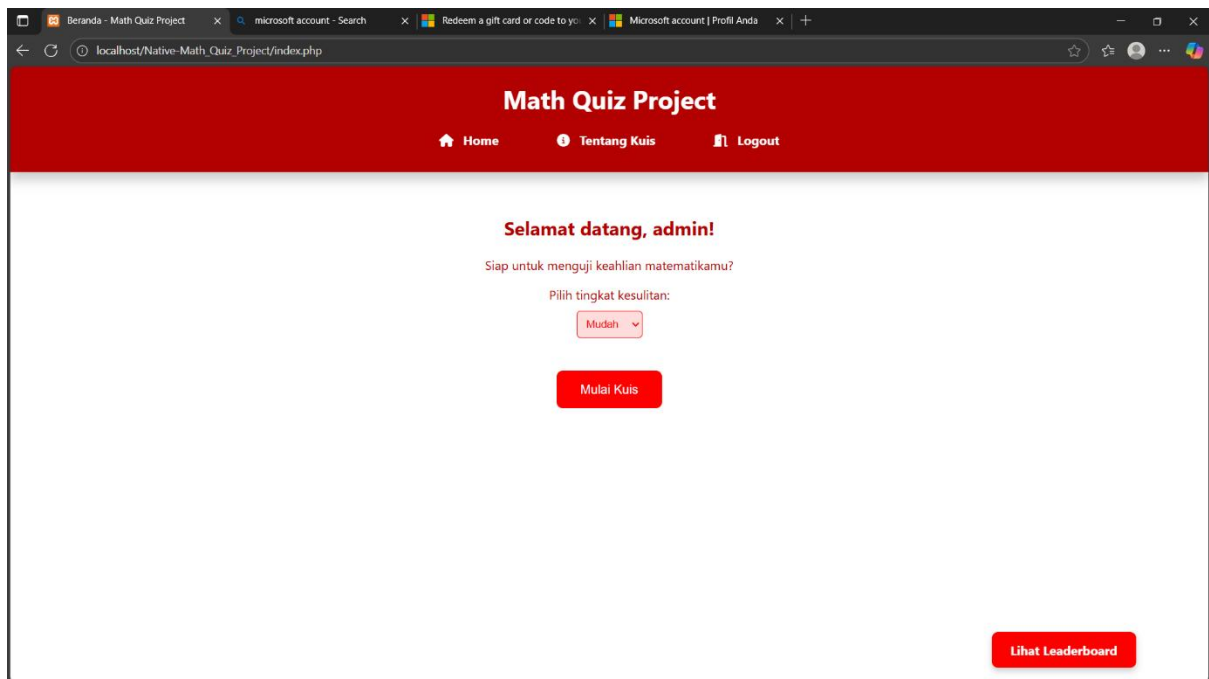 Beranda - Math Quiz Project
microsoft account - Search
Redeem a gift card or code to yo
Microsoft account | Profil Anda
localhost/Native-Math_Quiz_Project/index.php
Math Quiz Project
Home
Tentang Kuis
Logout
Selamat datang, admin!
Siap untuk menguji keahlian matematikamu?
Pilih tingkat kesulitan:
Mudah
Mulai Kuis
Lihat Leaderboard